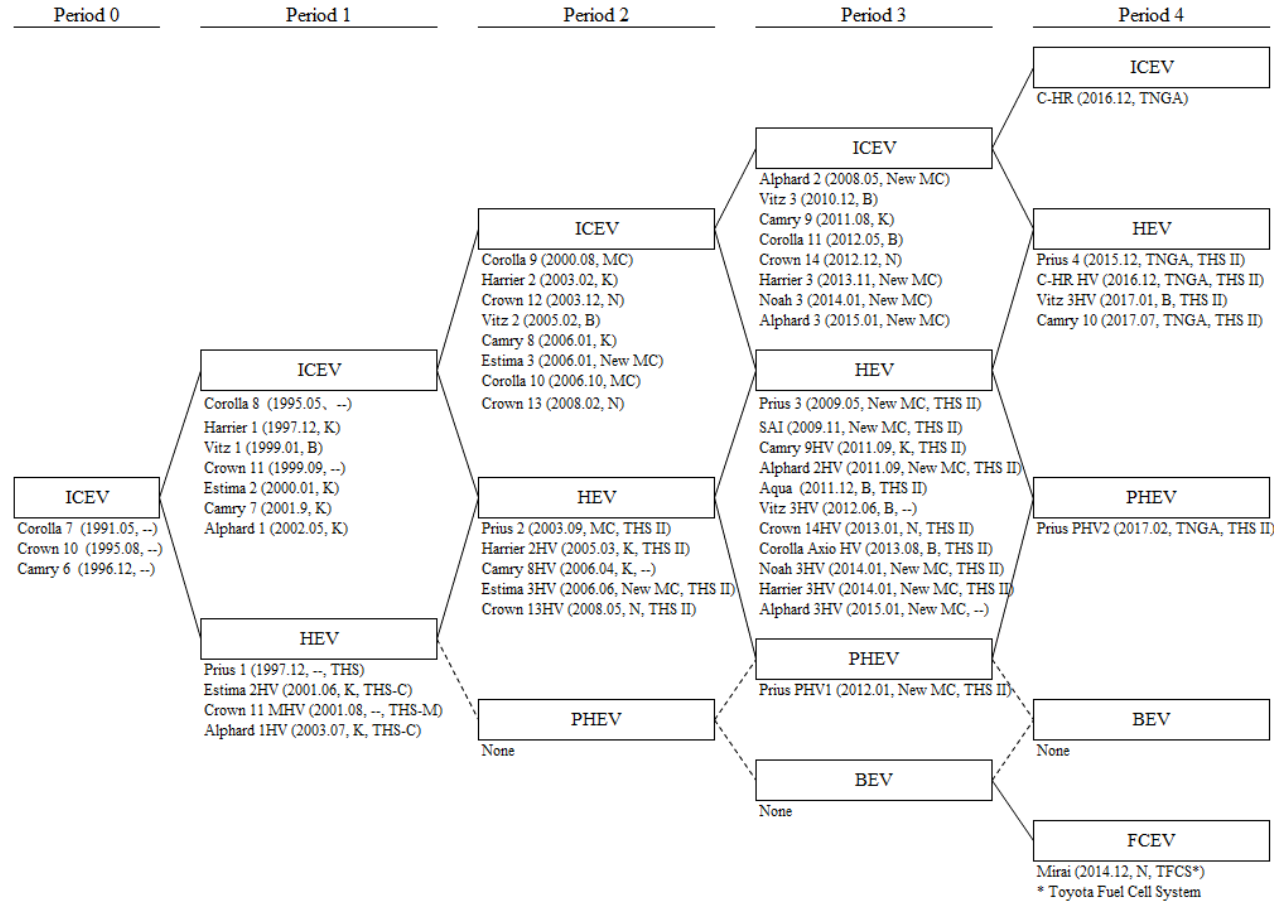 Period 0
Period 1
Period 2
Period 3
Period 4
ICEV
Corolla 7 (1991.05, --)
Crown 10 (1995.08, --)
Camry 6 (1996.12, --)
ICEV
Corolla 8 (1995.05、--)
Harrier 1 (1997.12, K)
Vitz 1 (1999.01, B)
Crown 11 (1999.09, --)
Estima 2 (2000.01, K)
Camry 7 (2001.9, K)
Alphard 1 (2002.05, K)
HEV
Prius 1 (1997.12, --, THS)
Estima 2HV (2001.06, K, THS-C)
Crown 11 MHV (2001.08, --, THS-M)
Alphard 1HV (2003.07, K, THS-C)
ICEV
Corolla 9 (2000.08, MC)
Harrier 2 (2003.02, K)
Crown 12 (2003.12, N)
Vitz 2 (2005.02, B)
Camry 8 (2006.01, K)
Estima 3 (2006.01, New MC)
Corolla 10 (2006.10, MC)
Crown 13 (2008.02, N)
HEV
Prius 2 (2003.09, MC, THS II)
Harrier 2HV (2005.03, K, THS II)
Camry 8HV (2006.04, K, --)
Estima 3HV (2006.06, New MC, THS II)
Crown 13HV (2008.05, N, THS II)
PHEV
None
ICEV
Alphard 2 (2008.05, New MC)
Vitz 3 (2010.12, B)
Camry 9 (2011.08, K)
Corolla 11 (2012.05, B)
Crown 14 (2012.12, N)
Harrier 3 (2013.11, New MC)
Noah 3 (2014.01, New MC)
Alphard 3 (2015.01, New MC)
HEV
Prius 3 (2009.05, New MC, THS II)
SAI (2009.11, New MC, THS II)
Camry 9HV (2011.09, K, THS II)
Alphard 2HV (2011.09, New MC, THS II)
Aqua (2011.12, B, THS II)
Vitz 3HV (2012.06, B, --)
Crown 14HV (2013.01, N, THS II)
Corolla Axio HV (2013.08, B, THS II)
Noah 3HV (2014.01, New MC, THS II)
Harrier 3HV (2014.01, New MC, THS II)
Alphard 3HV (2015.01, New MC, --)
PHEV
Prius PHV1 (2012.01, New MC, THS II)
BEV
None
ICEV
C-HR (2016.12, TNGA)
HEV
Prius 4 (2015.12, TNGA, THS II)
C-HR HV (2016.12, TNGA, THS II)
Vitz 3HV (2017.01, B, THS II)
Camry 10 (2017.07, TNGA, THS II)
PHEV
Prius PHV2 (2017.02, TNGA, THS II)
BEV
None
FCEV
Mirai (2014.12, N, TFCS*)
* Toyota Fuel Cell System